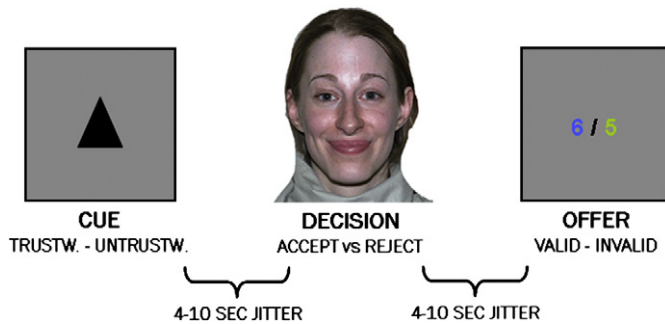 6 / 5
CUE
TRUSTW. - UNTRUSTW.
DECISION
ACCEPT vs REJECT
OFFER
VALID - INVALID
4-10 SEC JITTER
4-10 SEC JITTER